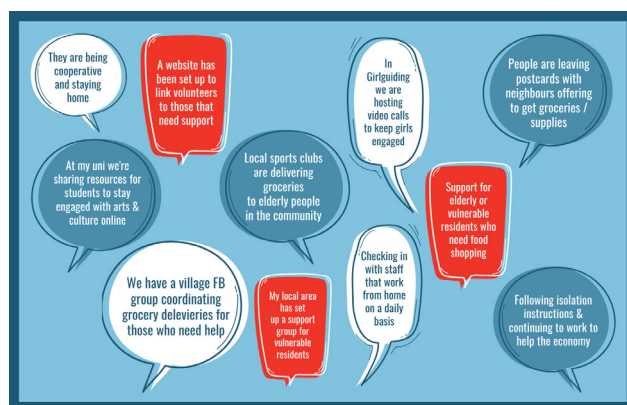 They are being
cooperative
and staying
home
A website has
been set up to
link volunteers
to those that
need support
In
Girlguiding
we are
hosting
video calls
to keep girls
engaged
People are leaving
postcards with
neighbours offering
to get groceries /
supplies
At my uni we're
sharing resources for
students to stay
engaged with arts &
culture online
Local sports clubs
are delivering
groceries
to elderly people
in the community
Support for
elderly or
vulnerable
residents who
need food
shopping
We have a village FB
group coordinating
grocery delevieries for
those who need help
My local area
has set
up a support
group for
vulnerable
residents
Checking in
with staff
that work
from home
on a daily
basis
Following isolation
instructions &
continuing to work to
help the economy